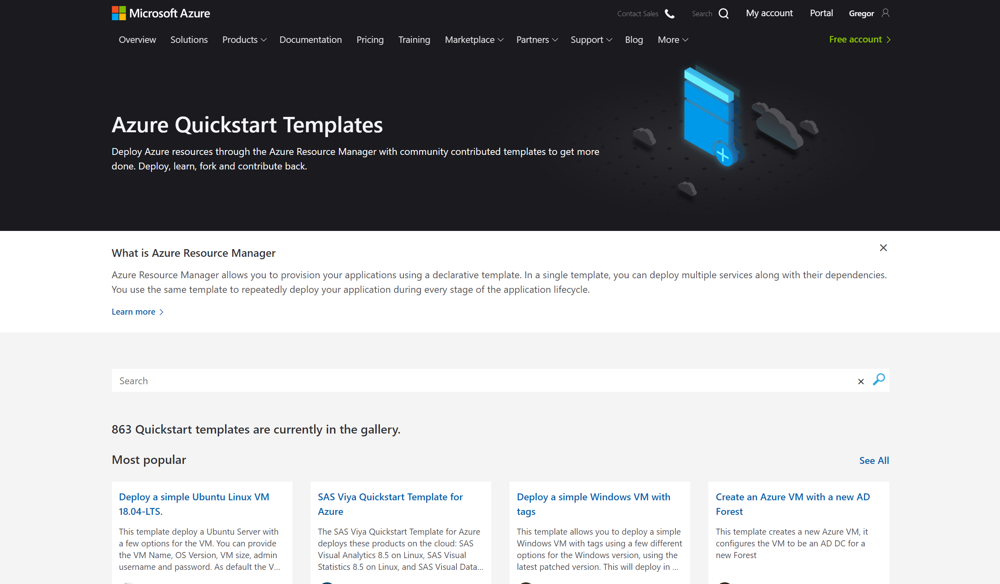 Microsoft Azure
Contact Sales
Search
My account
Portal
Gregor
Overview
Solutions
Products
Documentation
Pricing
Training
Marketplace
Partners
Support
Blog
More
Free account
Azure Quickstart Templates
Deploy Azure resources through the Azure Resource Manager with community contributed templates to get more
done. Deploy, learn, fork and contribute back.
What is Azure Resource Manager
Azure Resource Manager allows you to provision your applications using a declarative template. In a single template, you can deploy multiple services along with their dependencies.
You use the same template to repeatedly deploy your application during every stage of the application lifecycle.
Learn more
Search
863 Quickstart templates are currently in the gallery.
Most popular
See All
Deploy a simple Ubuntu Linux VM
18.04-LTS.
This template deploy a Ubuntu Server with
a few options for the VM. You can provide
the VM Name, OS Version, VM size, admin
username and password. As default the V...
SAS Viya Quickstart Template for
Azure
The SAS Viya Quickstart Template for Azure
deploys these products on the cloud: SAS
Visual Analytics 8.5 on Linux, SAS Visual
Statistics 8.5 on Linux, and SAS Visual Data...
Deploy a simple Windows VM with
tags
This template allows you to deploy a simple
Windows VM with tags using a few different
options for the Windows version, using the
latest patched version. This will deploy in ...
Create an Azure VM with a new AD
Forest
This template creates a new Azure VM, it
configures the VM to be an AD DC for a
new Forest